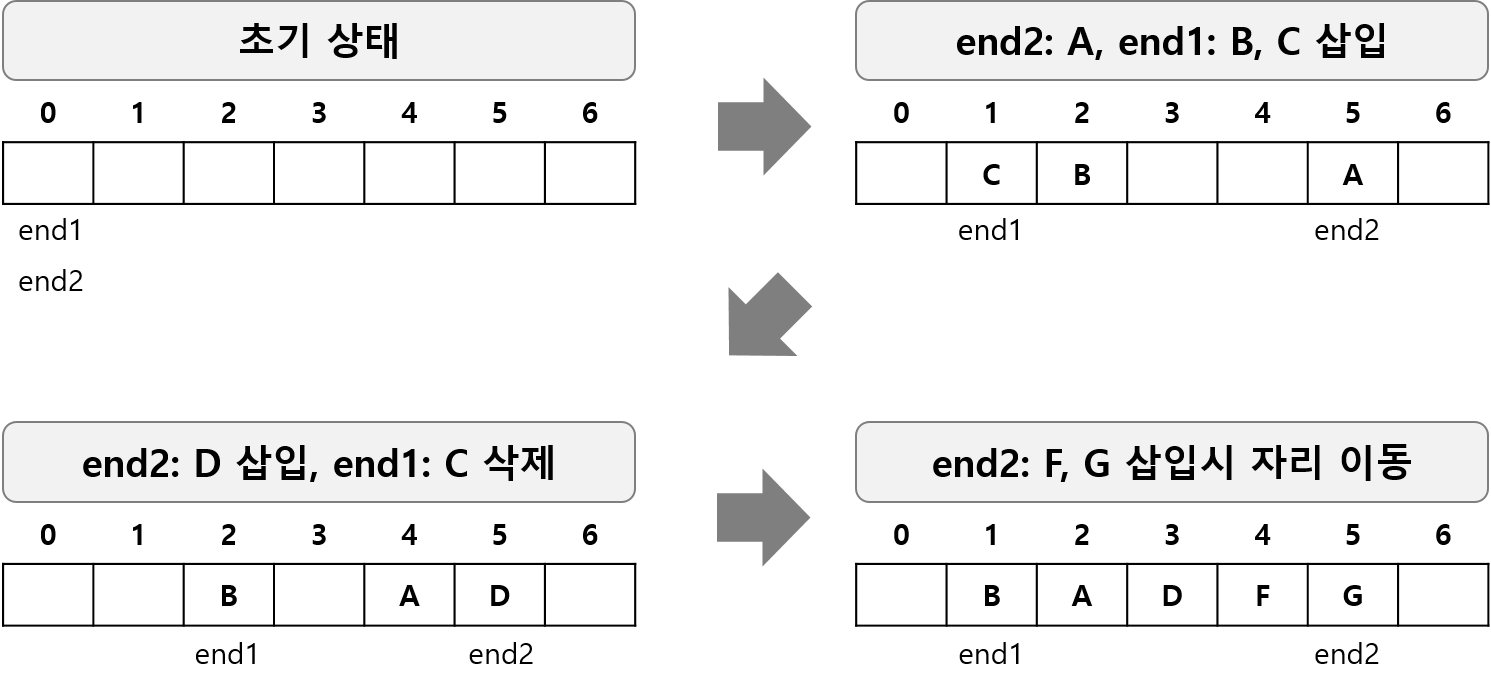 초기 상태
0 1 2 3 4 5 6
end1
end2
end2: A, end1: B, C 삽입
0 1 2 3 4 5 6
C B A
end1 end2
end2: D 삽입, end1: C 삭제
0 1 2 3 4 5 6
B A D
end1 end2
end2: F, G 삽입시 자리 이동
0 1 2 3 4 5 6
B A D F G
end1 end2